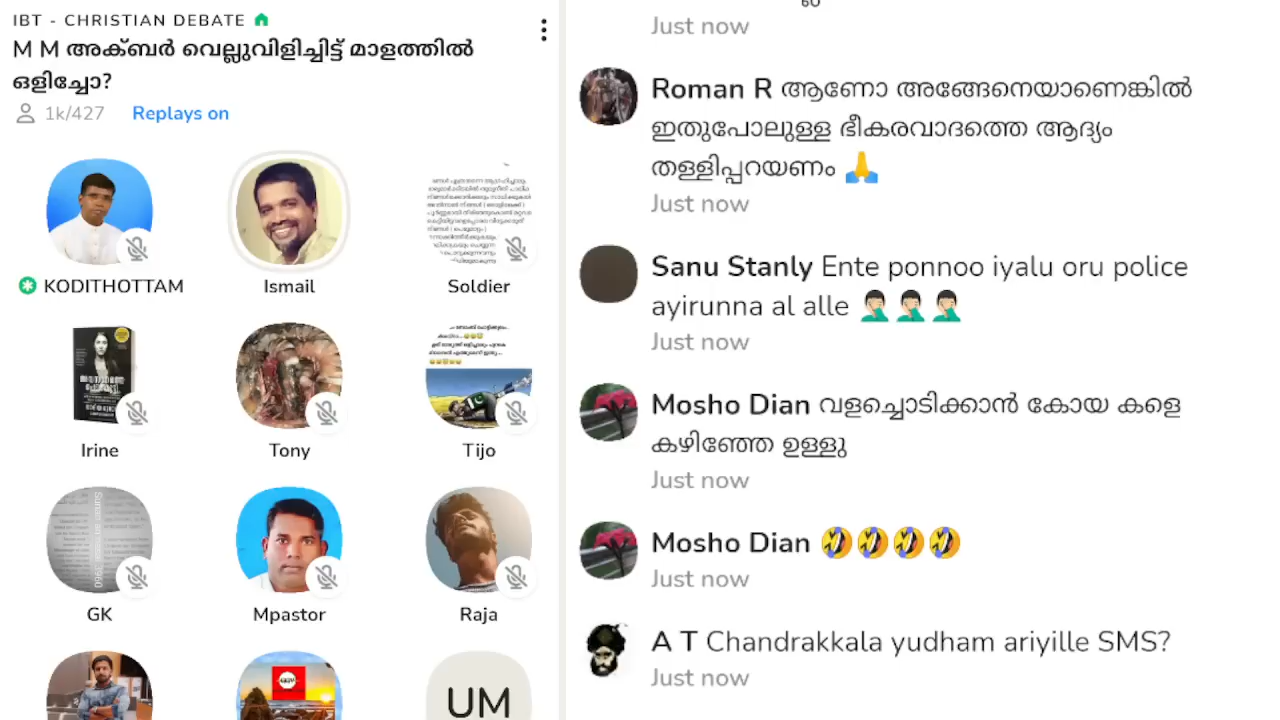 IBT - CHRISTIAN DEBATE
M M അക്ബർ വെല്ലുവിളിച്ചിട്ട് മാളത്തിൽ
ഒളിച്ചോ?
1k/427 Replays on
KODITHOTTAM
Ismail
Soldier
Irine
Tony
Tijo
GK
Mpastor
Raja
UM
Just now
Roman R ആണോ അങ്ങേനെയാണെങ്കിൽ
ഇതുപോലുള്ള ഭീകരവാദത്തെ ആദ്യം
തള്ളിപ്പറയണം 🙏
Just now
Sanu Stanly Ente ponnoo iyalu oru police
ayirunna al alle 🤦🏻‍♂️🤦🏻‍♂️🤦🏻‍♂️
Just now
Mosho Dian വളച്ചൊടിക്കാൻ കോയ കളെ
കഴിഞ്ഞേ ഉള്ളു
Just now
Mosho Dian 🤣🤣🤣🤣
Just now
A T Chandrakkala yudham ariyille SMS?
Just now